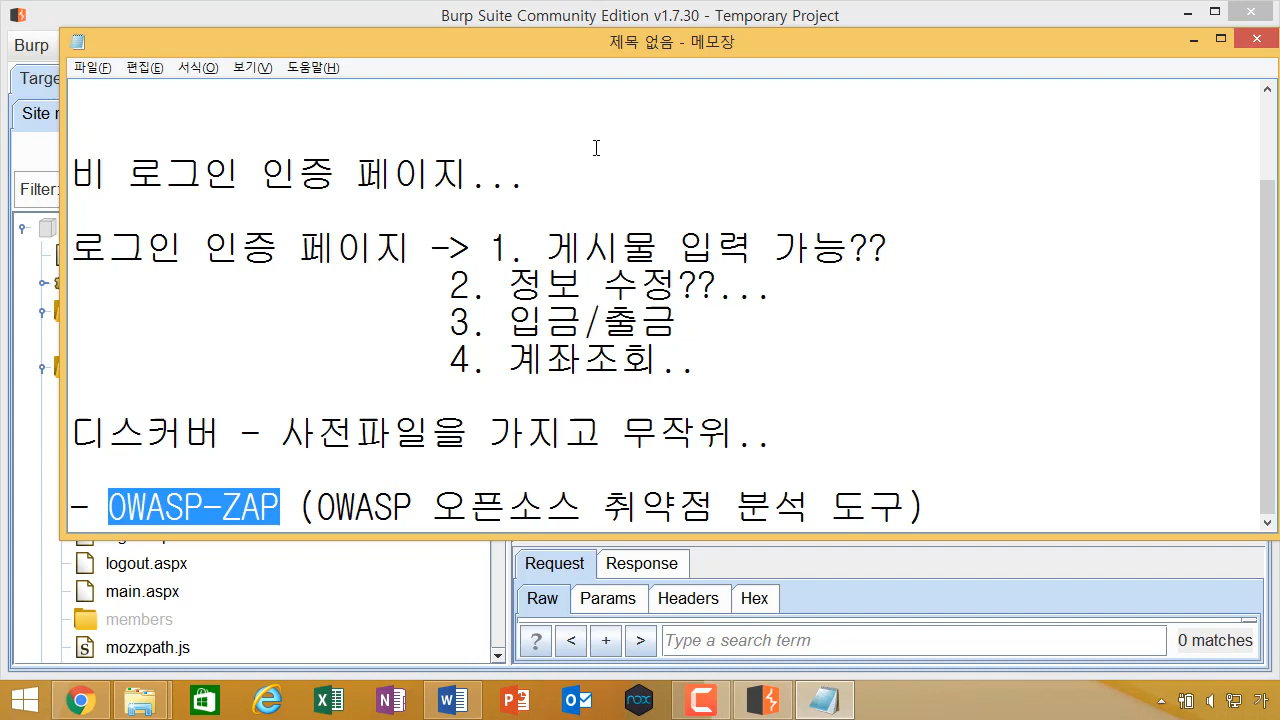 Burp Suite Community Edition v1.7.30 - Temporary Project
Burp
제목 없음 - 메모장
Targe
파일(F) 편집(E) 서식(O) 보기(V) 도움말(H)
Site
Filter:
비 로그인 인증 페이지...
로그인 인증 페이지 -> 1. 게시물 입력 가능??
2. 정보 수정??...
3. 입금/출금
4. 계좌조회..
디스커버 - 사전파일을 가지고 무작위..
- OWASP-ZAP (OWASP 오픈소스 취약점 분석 도구)
logout.aspx
main.aspx
members
mozxpath.js
Request Response
Raw Params Headers Hex
? < + > Type a search term 0 matches
가